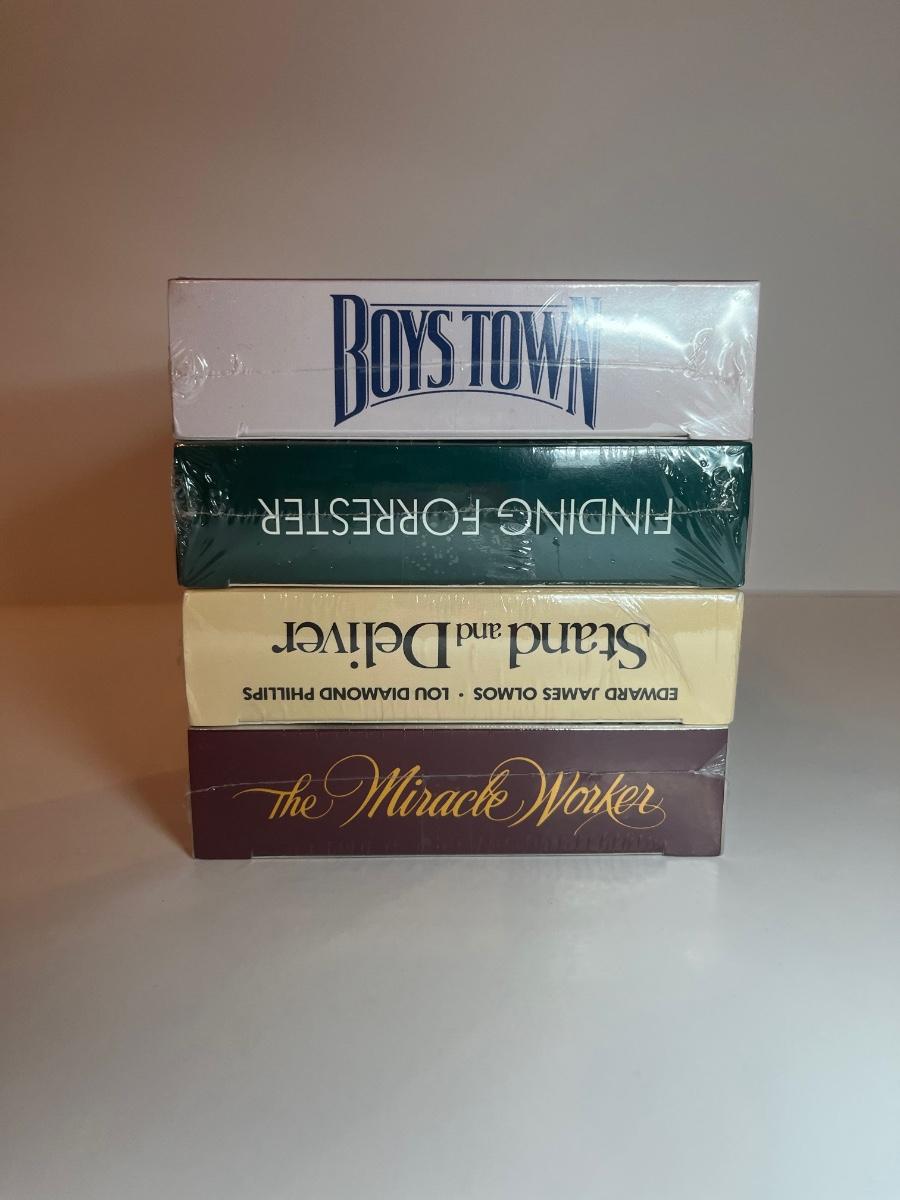 BOYS TOWN
FINDING FORRESTER
Stand and Deliver
EDWARD JAMES OLMOS • LOU DIAMOND PHILLIPS
The Miracle Worker